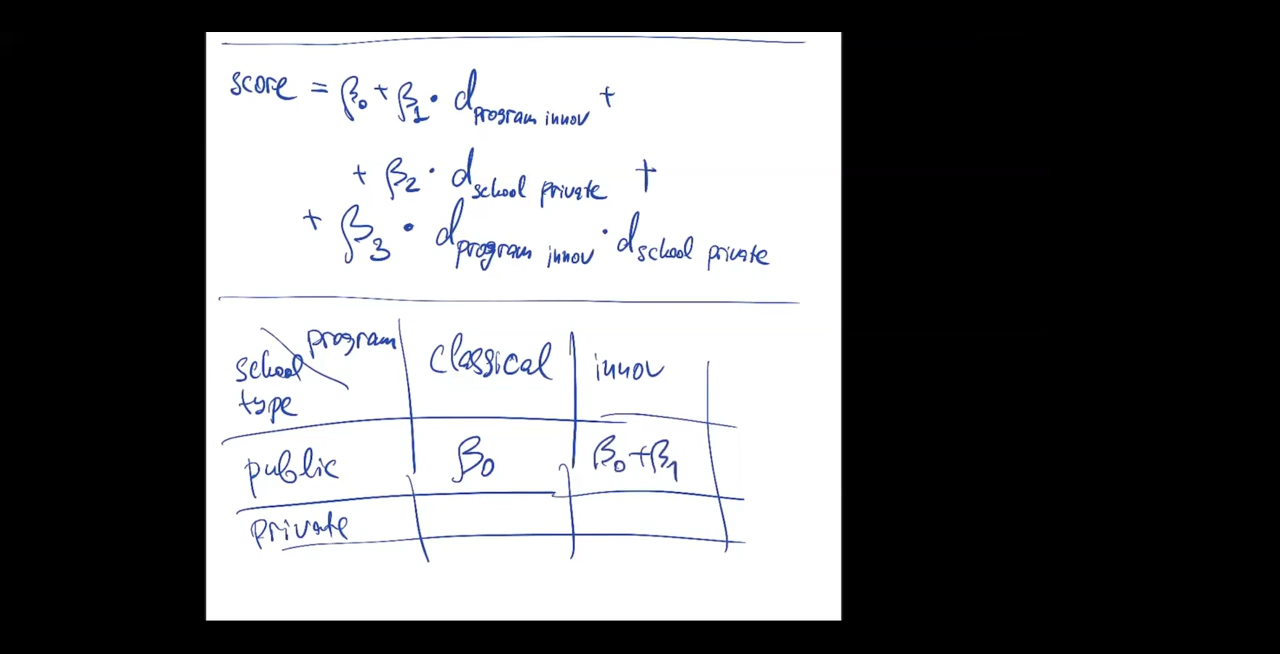 score = β₀ + β₁ · d program innov +
+ β₂ · d school private +
+ β₃ · d program innov · d school private
program
school type
classical
innov
public
β₀
β₀+β₁
private